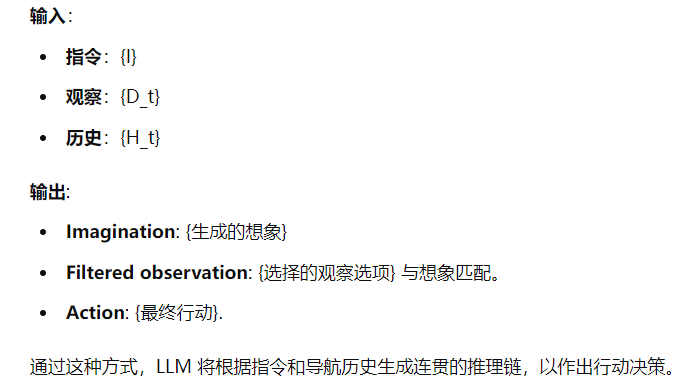 输入：
• 指令：{I}
• 观察：{D_t}
• 历史：{H_t}
输出:
• Imagination: {生成的想象}
• Filtered observation: {选择的观察选项} 与想象匹配。
• Action: {最终行动}.
通过这种方式，LLM 将根据指令和导航历史生成连贯的推理链，以作出行动决策。